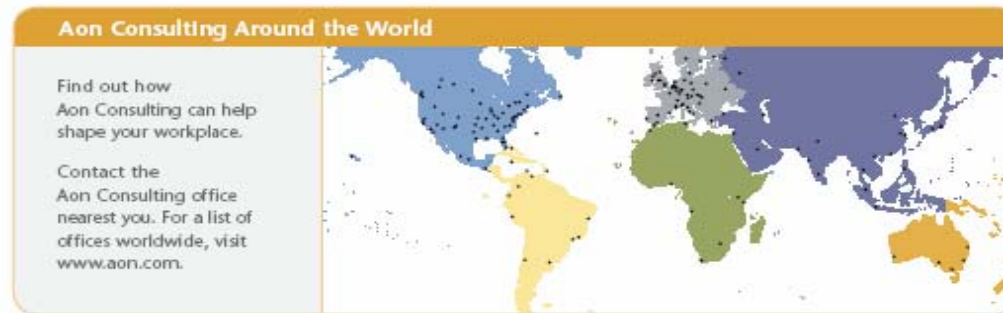 Aon Consulting Around the World
Find out how
Aon Consulting can help
shape your workplace.
Contact the
Aon Consulting office
nearest you. For a list of
offices worldwide, visit
www.aon.com.